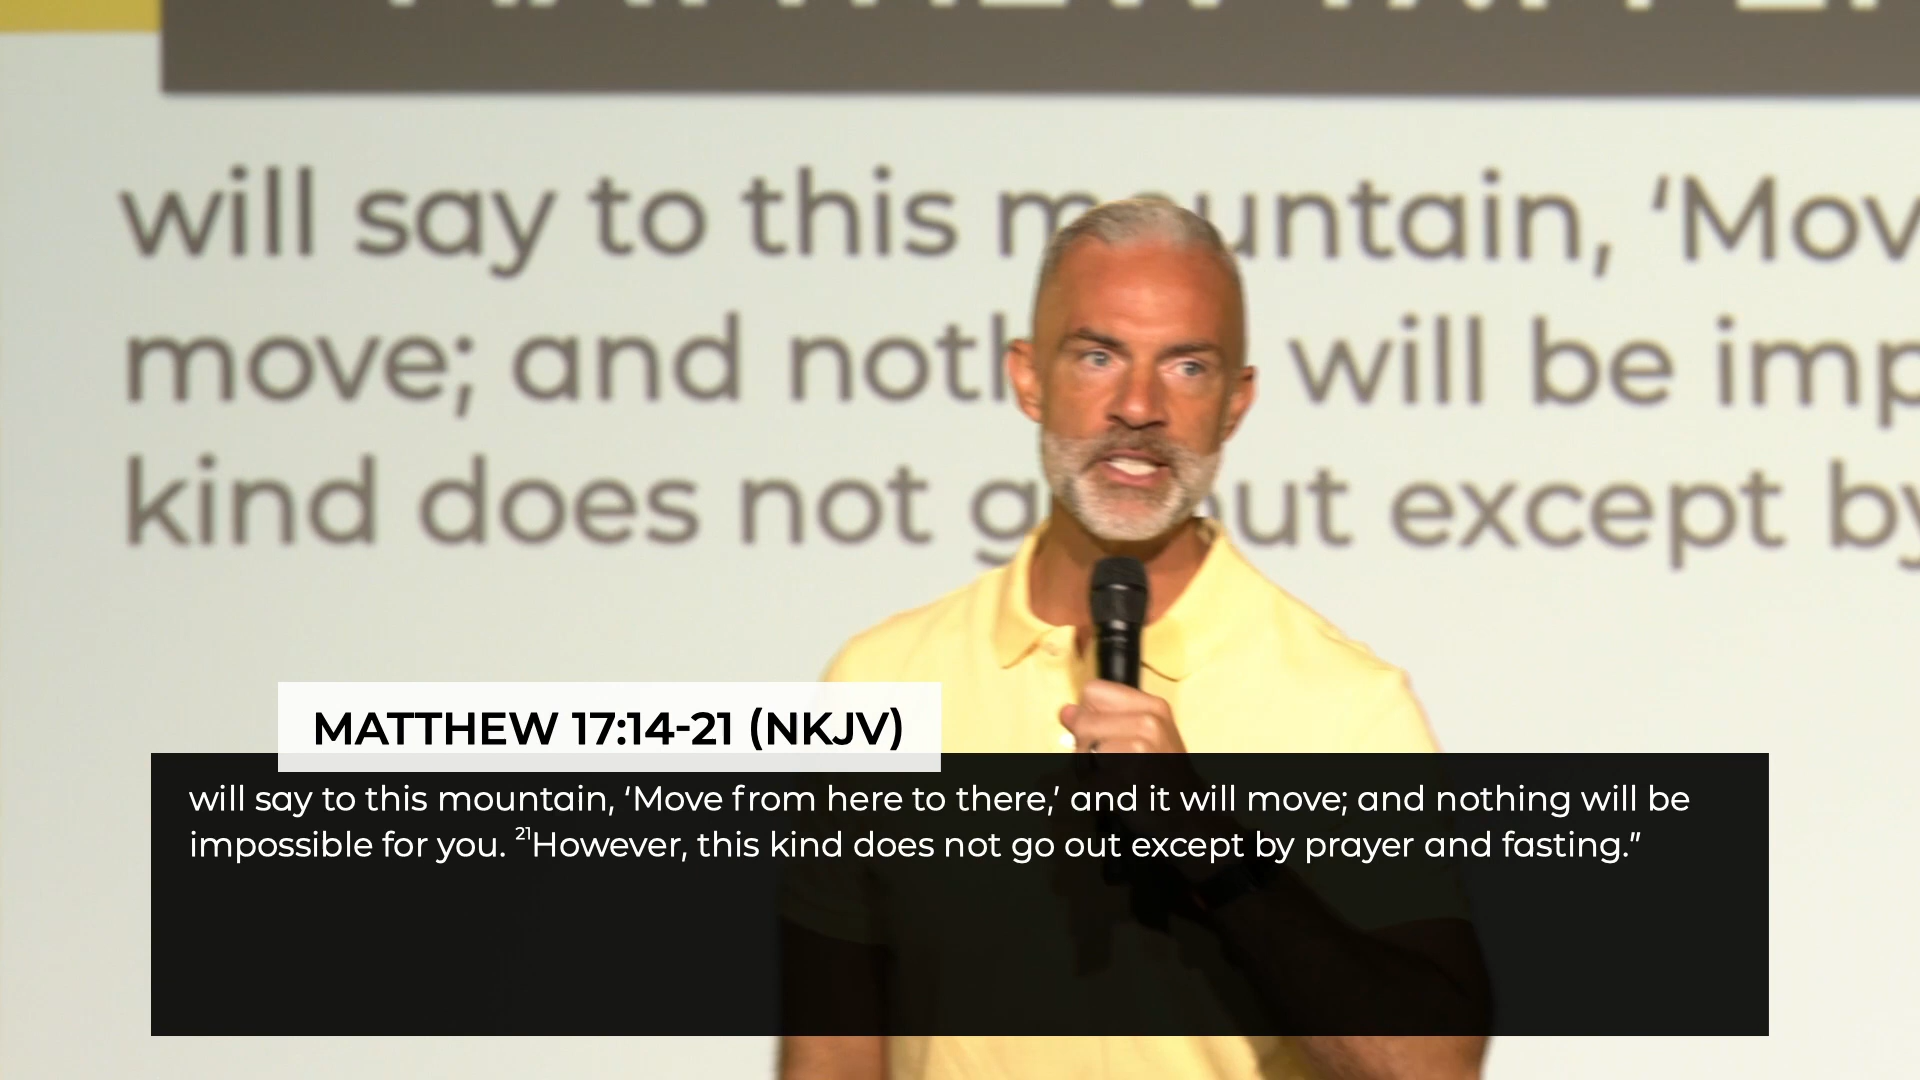 will say to this mountain, ‘Mov
move; and noth will be imp
kind does not g out except by
MATTHEW 17:14-21 (NKJV)
will say to this mountain, ‘Move from here to there,’ and it will move; and nothing will be
impossible for you. 21However, this kind does not go out except by prayer and fasting.”